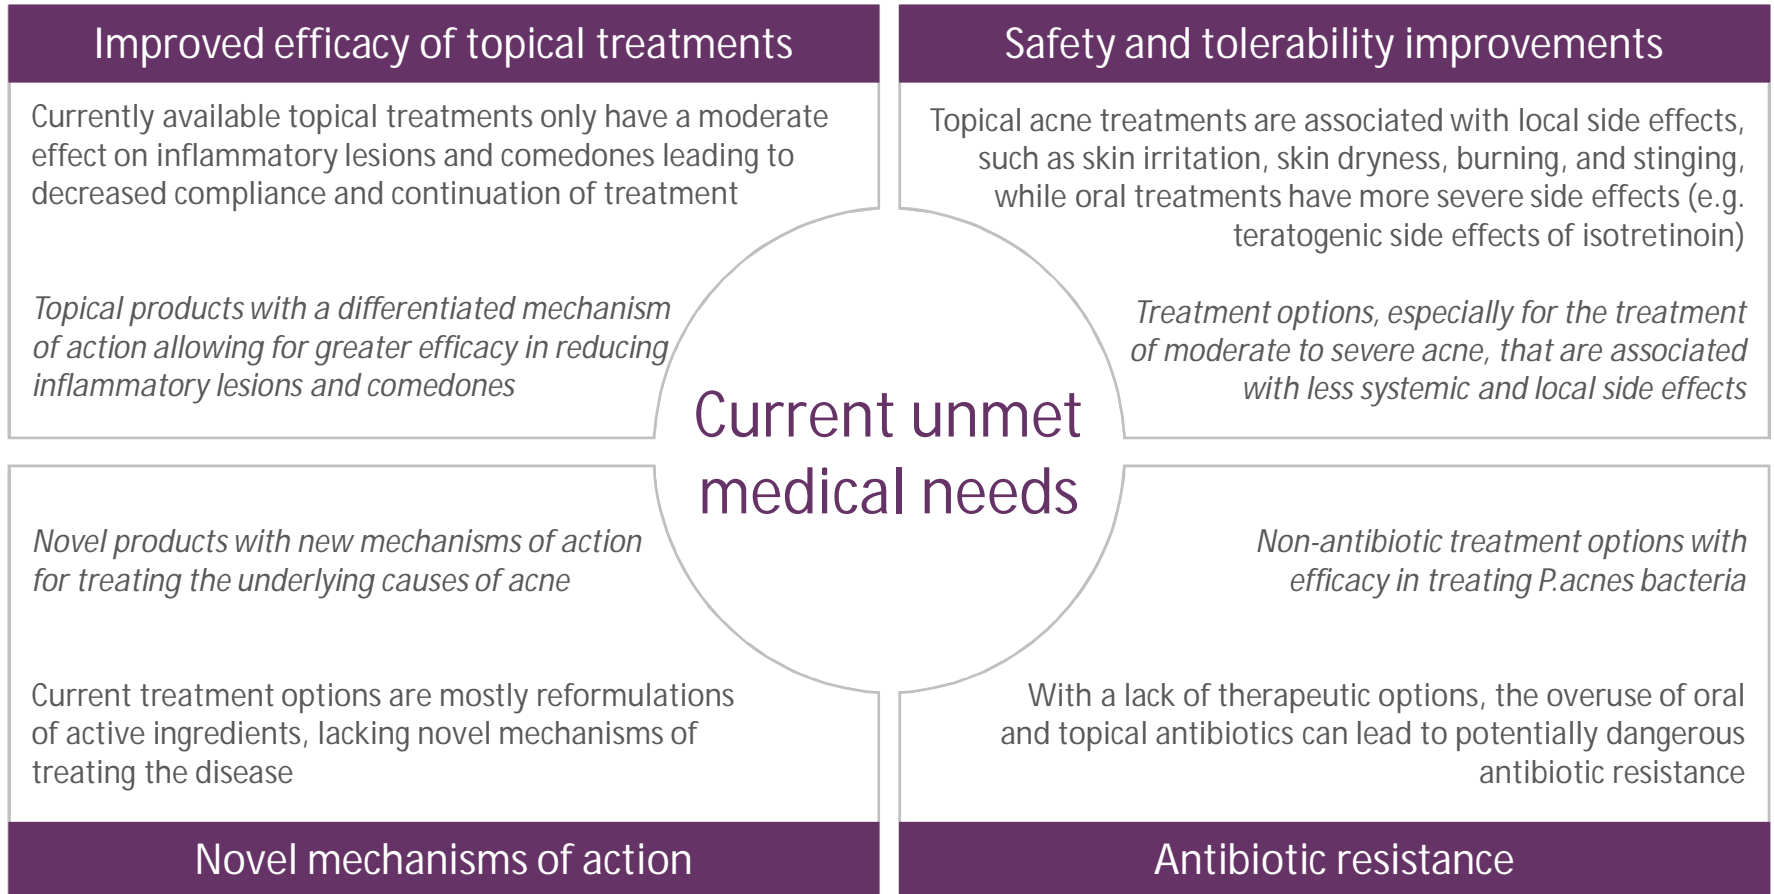 Improved efficacy of topical treatments
Currently available topical treatments only have a moderate
effect on inflammatory lesions and comedones leading to
decreased compliance and continuation of treatment
Topical products with a differentiated mechanism
of action allowing for greater efficacy in reducing
inflammatory lesions and comedones
Safety and tolerability improvements
Topical acne treatments are associated with local side effects,
such as skin irritation, skin dryness, burning, and stinging,
while oral treatments have more severe side effects (e.g.
teratogenic side effects of isotretinoin)
Treatment options, especially for the treatment
of moderate to severe acne, that are associated
with less systemic and local side effects
Current unmet
medical needs
Novel products with new mechanisms of action
for treating the underlying causes of acne
Current treatment options are mostly reformulations
of active ingredients, lacking novel mechanisms of
treating the disease
Novel mechanisms of action
Non-antibiotic treatment options with
efficacy in treating P.acnes bacteria
With a lack of therapeutic options, the overuse of oral
and topical antibiotics can lead to potentially dangerous
antibiotic resistance
Antibiotic resistance